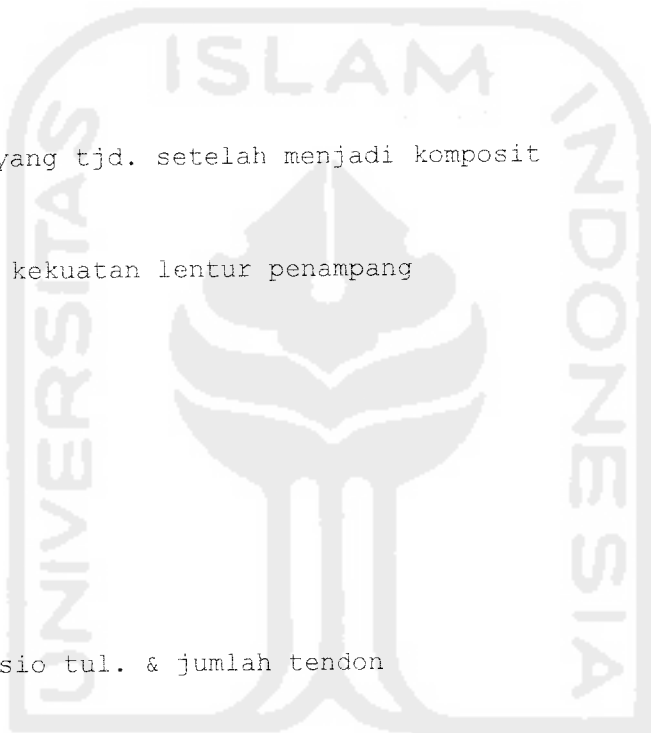 ISLAM
UNIVERSITAS
INDONESIA
yang tjd. setelah menjadi komposit
kekuatan lentur penampang
sio tul. & jumlah tendon